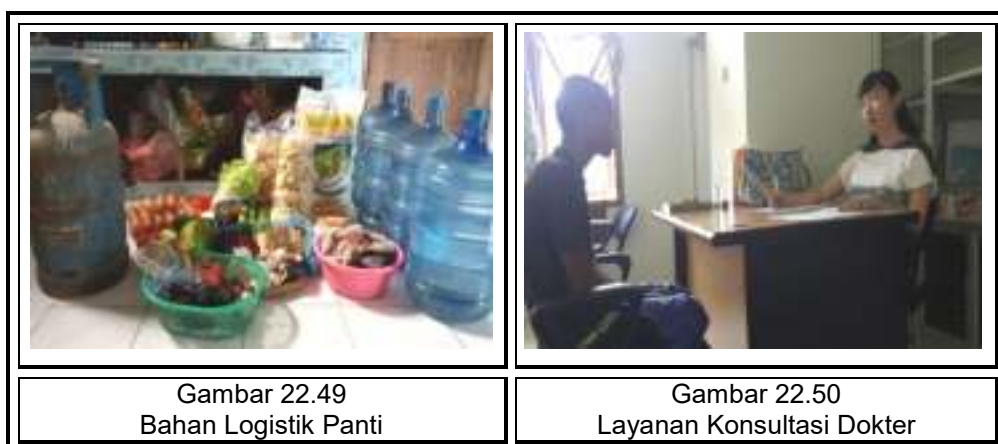 Gambar 22.49
Bahan Logistik Panti
Gambar 22.50
Layanan Konsultasi Dokter